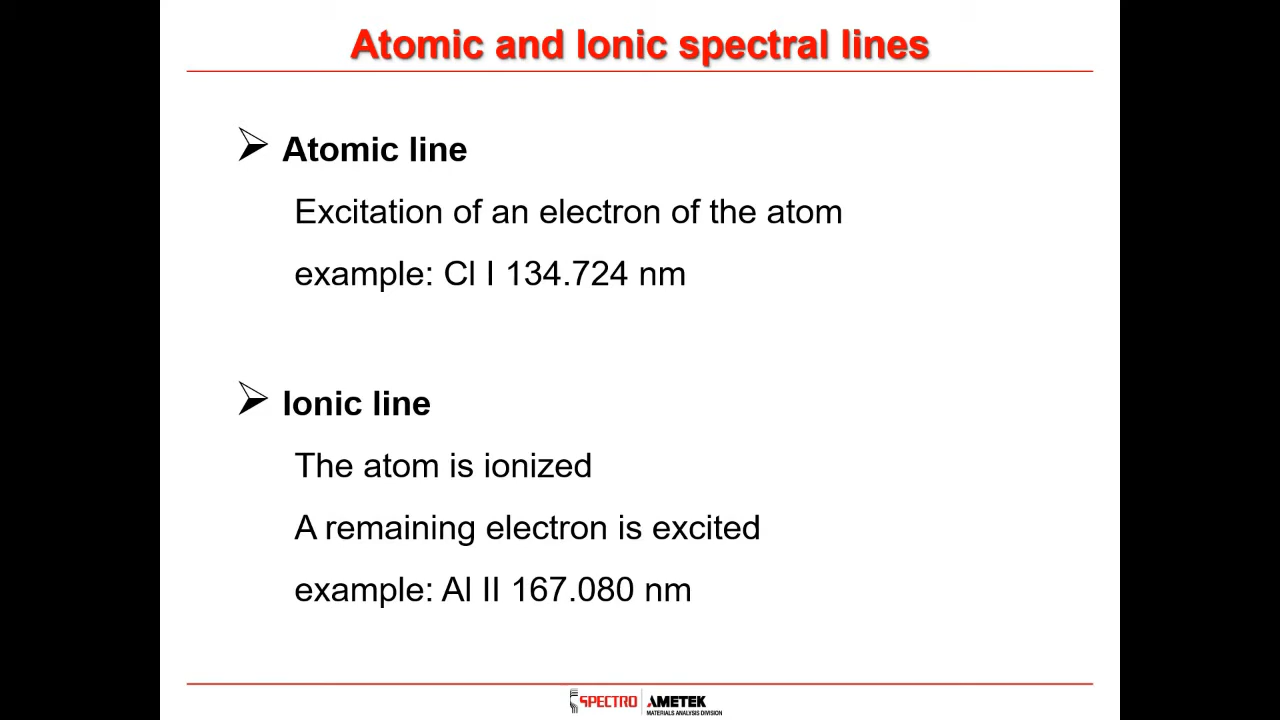 Atomic and Ionic spectral lines
Atomic line
Excitation of an electron of the atom
example: Cl I 134.724 nm
Ionic line
The atom is ionized
A remaining electron is excited
example: Al II 167.080 nm
SPECTRO AMETEK
MATERIALS ANALYSIS DIVISION